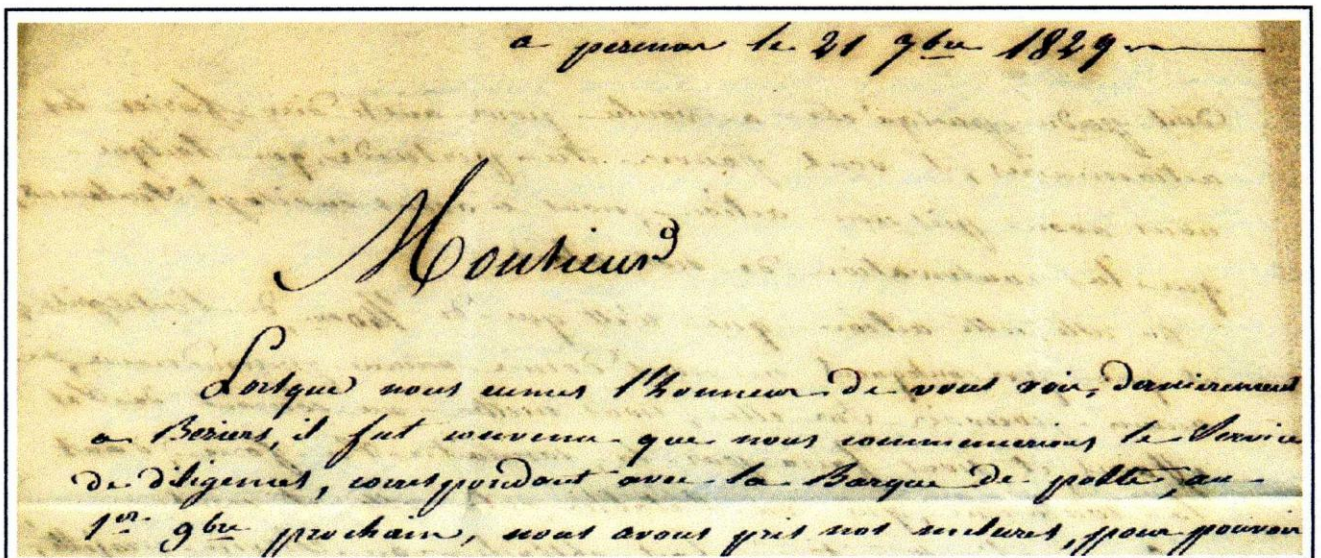 a pezenas le 21 7bre 1829
Monsieur
Lorsque nous eumes l'honneur de vous voir, dernierement
a Beziers, il fut convenu que nous commencerions le Service
de diligences, correspondant avec la Barque de poste, au
1er 9bre prochain, nous avons pris nos mesures, pour pouvoir